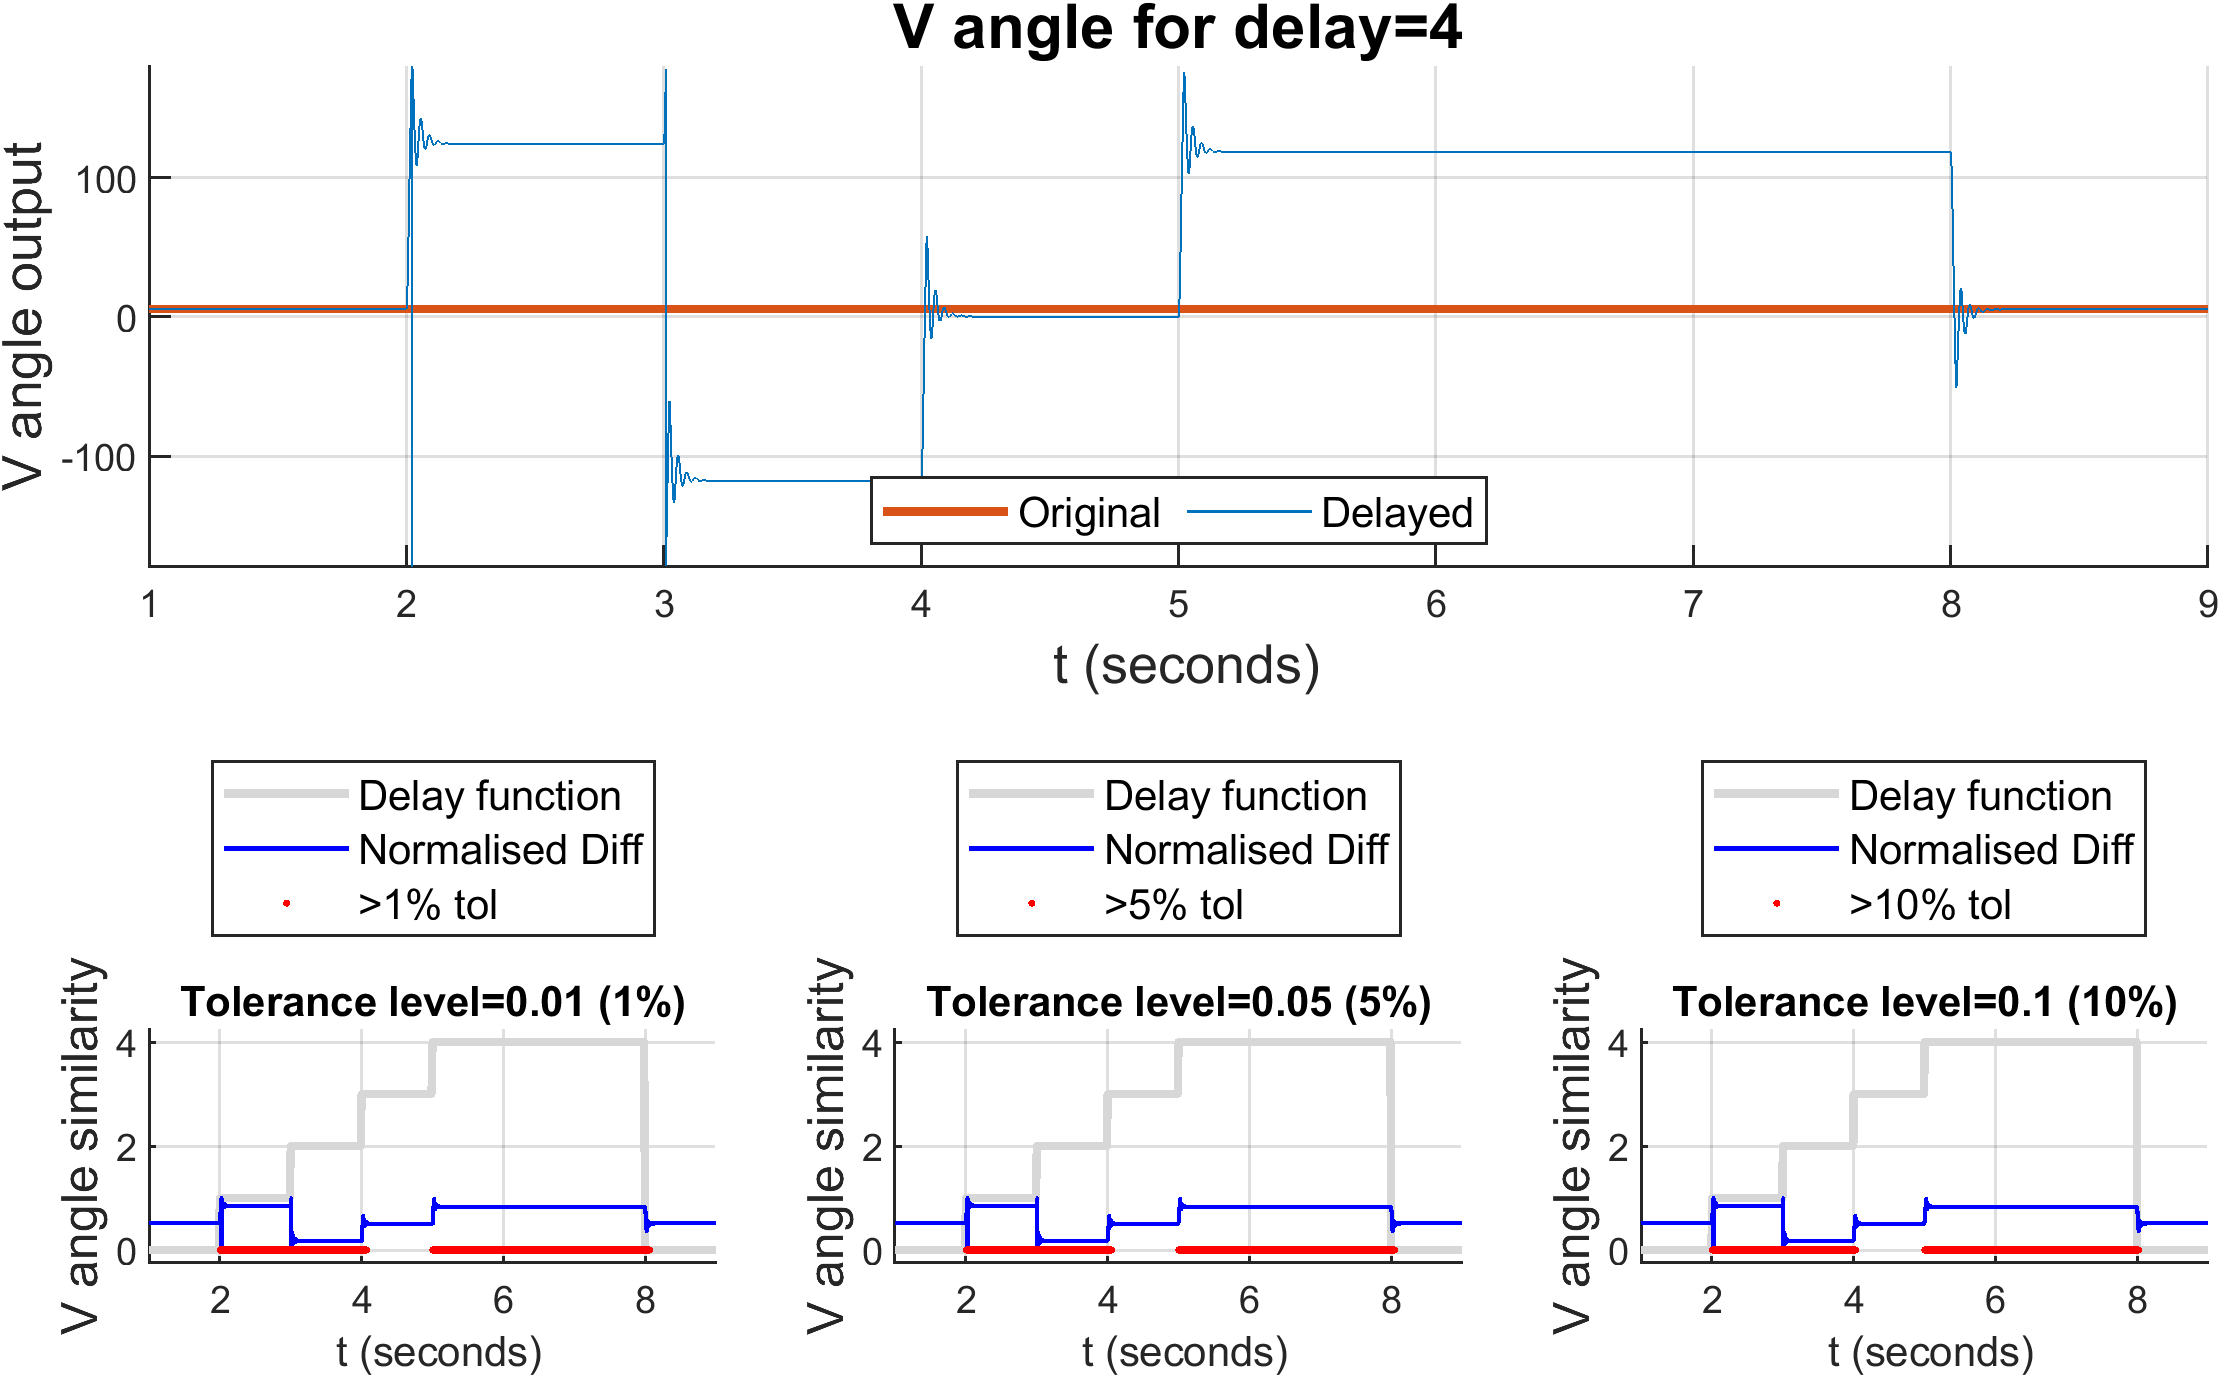 V angle for delay=4
V angle output
100
0
-100
Original Delayed
1 2 3 4 5 6 7 8 9
t (seconds)
Delay function
Normalised Diff
>1% tol
Delay function
Normalised Diff
>5% tol
Delay function
Normalised Diff
>10% tol
Tolerance level=0.01 (1%)
V angle similarity
4
2
0
2 4 6 8
t (seconds)
Tolerance level=0.05 (5%)
V angle similarity
4
2
0
2 4 6 8
t (seconds)
Tolerance level=0.1 (10%)
V angle similarity
4
2
0
2 4 6 8
t (seconds)